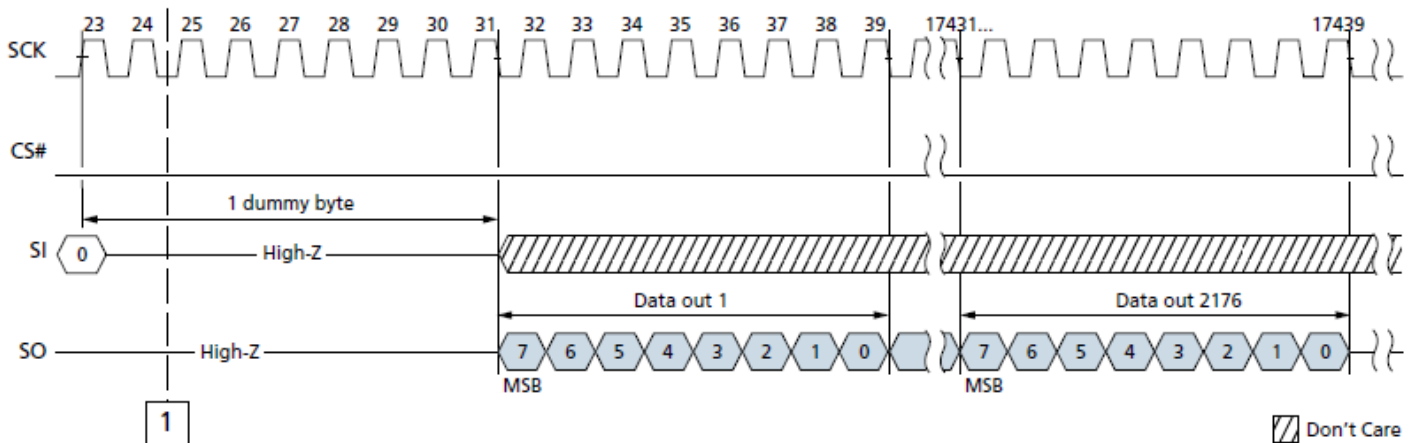 23 24 25 26 27 28 29 30 31 32 33 34 35 36 37 38 39 17431... 17439
SCK
CS#
1 dummy byte
SI 0 High-Z
Data out 1 Data out 2176
SO High-Z 7 6 5 4 3 2 1 0 7 6 5 4 3 2 1 0
MSB MSB
1
Don't Care